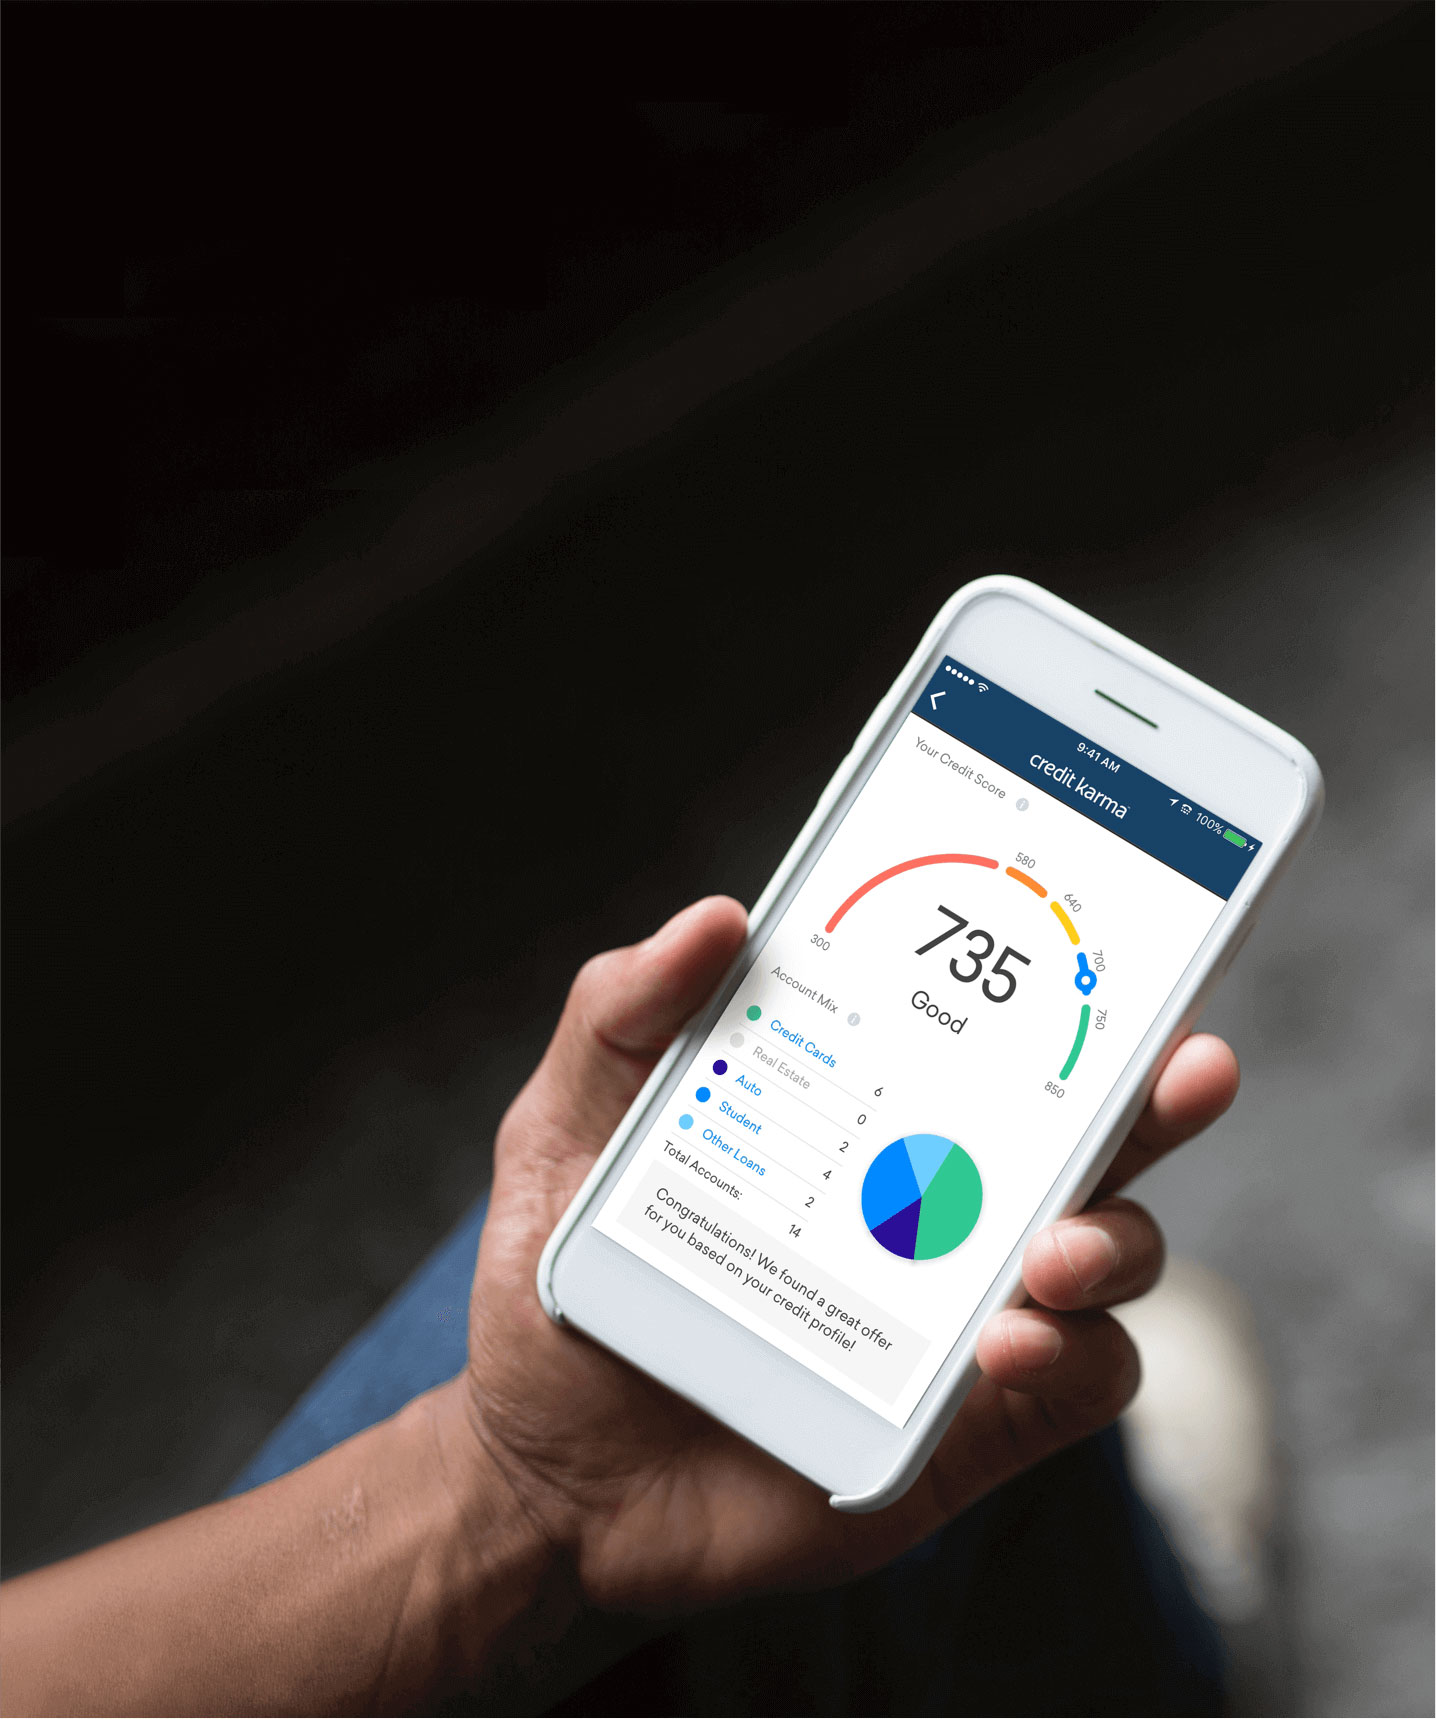 9:41 AM
100%
credit karma
Your Credit Score
300
580
640
700
750
850
735
Good
Account Mix
Credit Cards 6
Real Estate 0
Auto 2
Student 4
Other Loans 2
Total Accounts: 14
Congratulations! We found a great offer
for you based on your credit profile!